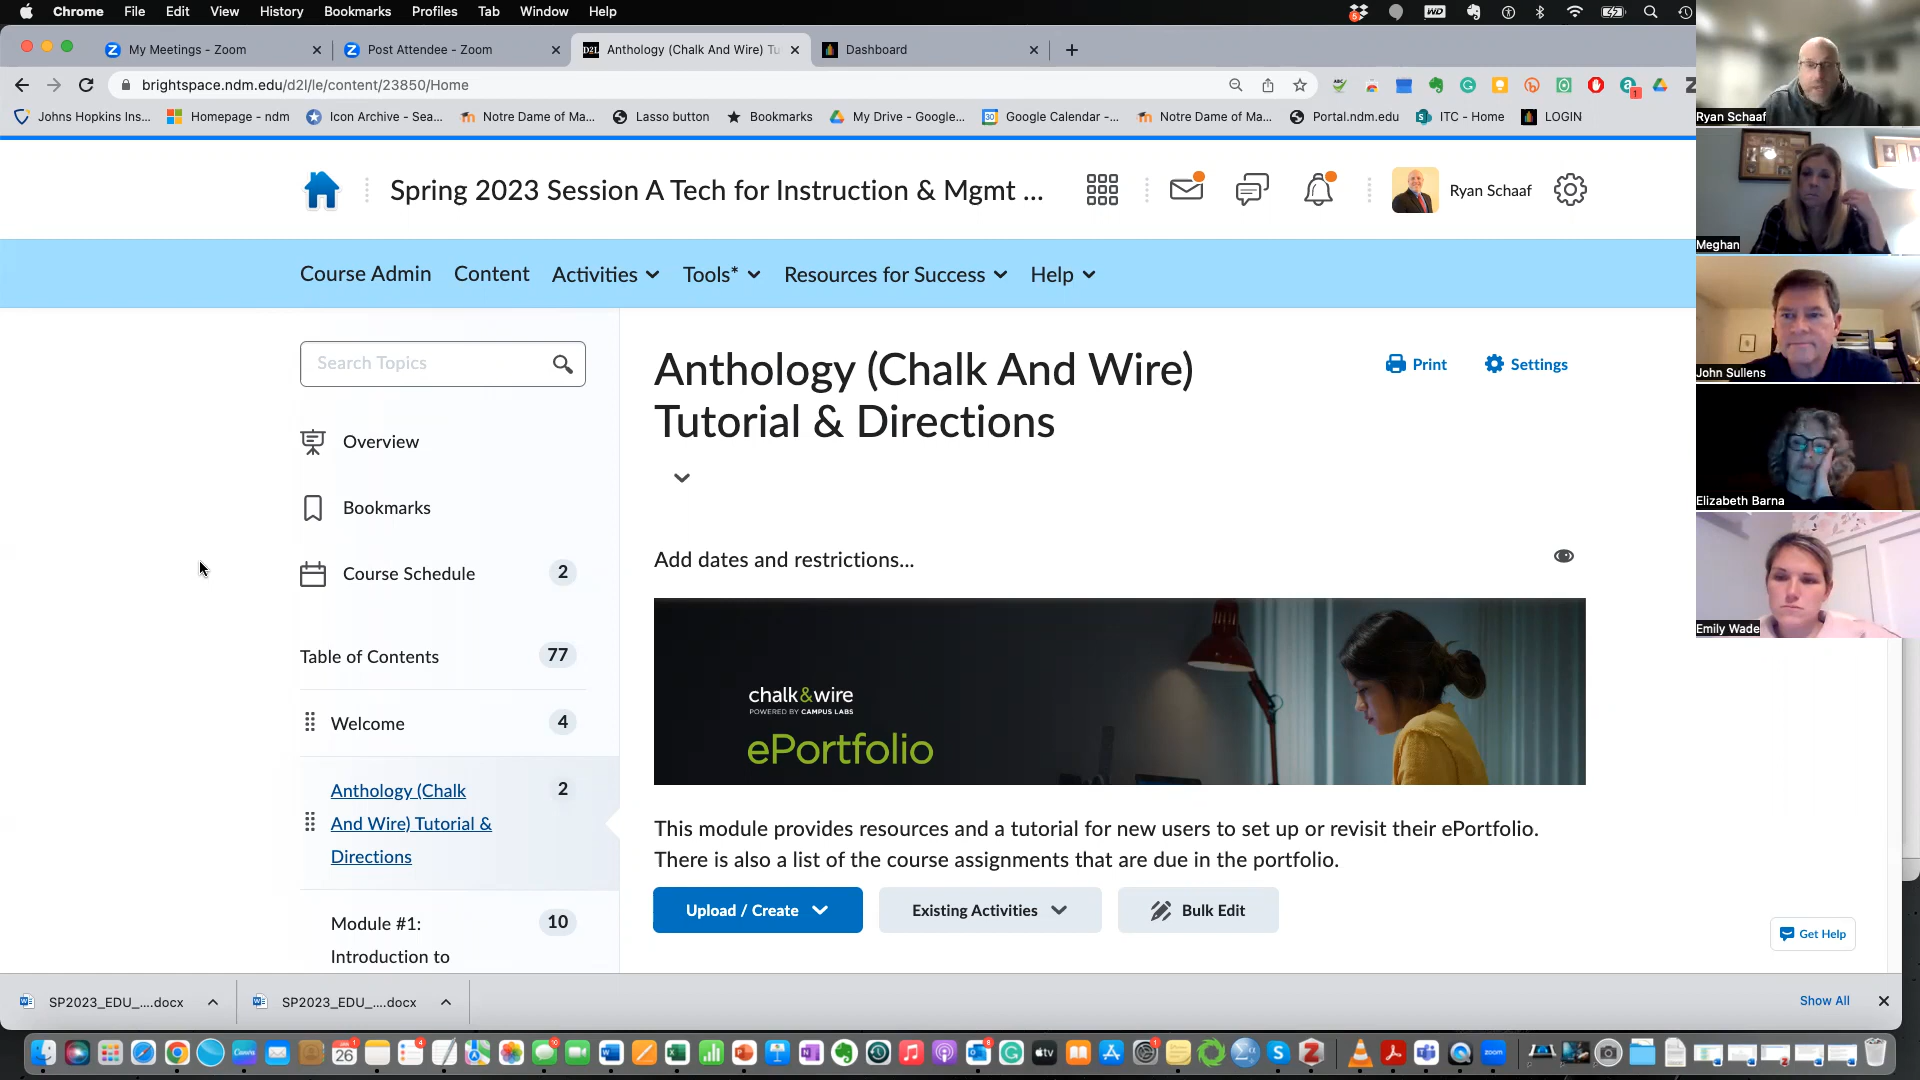 Chrome File Edit View History Bookmarks Profiles Tab Window Help
My Meetings - Zoom
Post Attendee - Zoom
D2L Anthology (Chalk And Wire) Tu
Dashboard
brightspace.ndm.edu/d2l/le/content/23850/Home
Johns Hopkins Ins... Homepage - ndm Icon Archive - Sea... Notre Dame of Ma... Lasso button Bookmarks My Drive - Google... Google Calendar -... Notre Dame of Ma... Portal.ndm.edu ITC - Home LOGIN
Spring 2023 Session A Tech for Instruction & Mgmt ...
Ryan Schaaf
Course Admin Content Activities Tools* Resources for Success Help
Search Topics
Overview
Bookmarks
Course Schedule 2
Table of Contents 77
Welcome 4
Anthology (Chalk 2
And Wire) Tutorial &
Directions
Module #1: 10
Introduction to
Anthology (Chalk And Wire)
Tutorial & Directions
Print Settings
Add dates and restrictions...
chalk&wire
POWERED BY CAMPUS LABS
ePortfolio
This module provides resources and a tutorial for new users to set up or revisit their ePortfolio.
There is also a list of the course assignments that are due in the portfolio.
Upload / Create Existing Activities Bulk Edit
Get Help
Ryan Schaaf
Meghan
John Sullens
Elizabeth Barna
Emily Wade
SP2023_EDU_....docx SP2023_EDU_....docx Show All
26
zoom